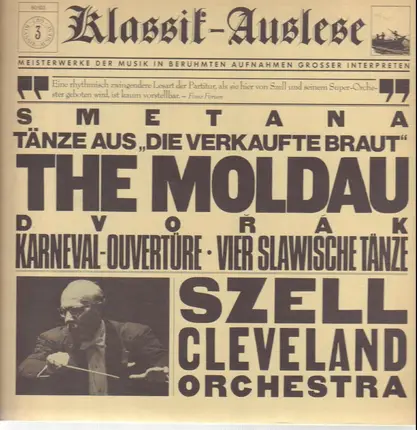 3
Klassik-Auslese
MEISTERWERKE DER MUSIK IN BERÜHMTEN AUFNAHMEN GROSSER INTERPRETEN
Eine rhythmisch zwingendere Lesart der Partitur, als sie hier von Szell und seinem Super-Orche-
ster geboten wird, ist kaum vorstellbar. –
SMETANA
TÄNZE AUS „DIE VERKAUFTE BRAUT"
THE MOLDAU
DVOŘÁK
KARNEVAL-OUVERTÜRE · VIER SLAWISCHE TÄNZE
SZELL
CLEVELAND
ORCHESTRA